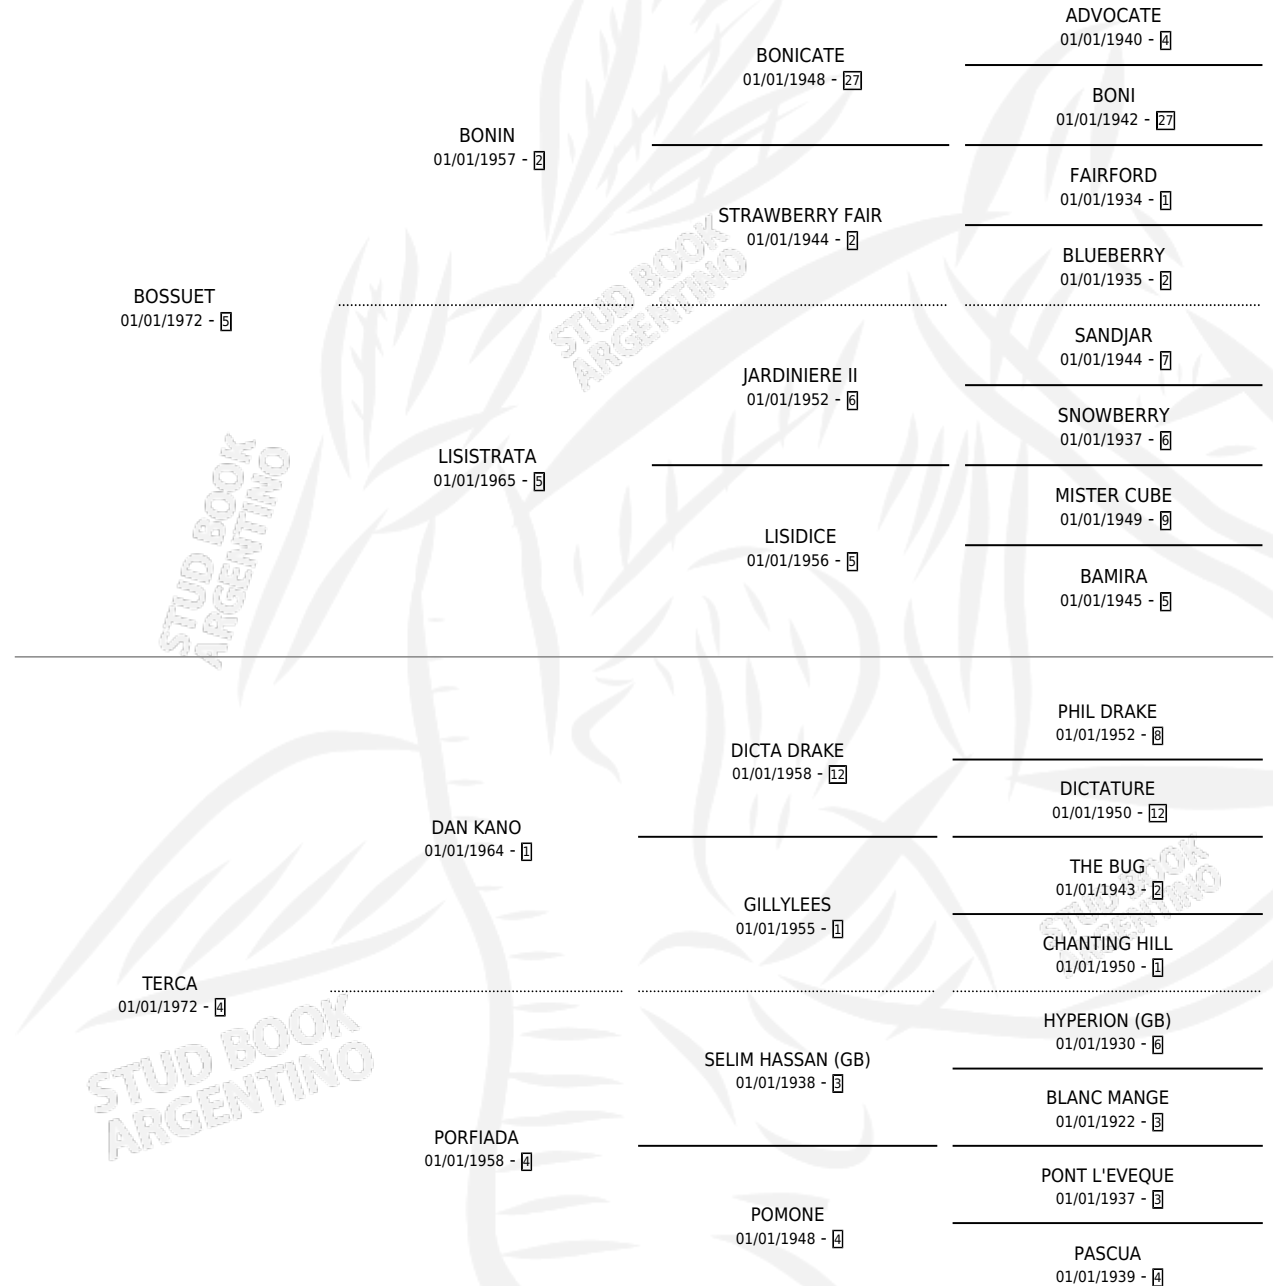 ADVOCATE
01/01/1940 - 4
BONICATE
01/01/1948 - 27
BONI
01/01/1942 - 27
BONIN
01/01/1957 - 2
FAIRFORD
01/01/1934 - 1
STRAWBERRY FAIR
01/01/1944 - 2
BLUEBERRY
01/01/1935 - 2
BOSSUET
01/01/1972 - 5
SANDJAR
01/01/1944 - 7
JARDINIERE II
01/01/1952 - 6
SNOWBERRY
01/01/1937 - 6
LISISTRATA
01/01/1965 - 5
MISTER CUBE
01/01/1949 - 9
LISIDICE
01/01/1956 - 5
BAMIRA
01/01/1945 - 5
PHIL DRAKE
01/01/1952 - 8
DICTA DRAKE
01/01/1958 - 12
DICTATURE
01/01/1950 - 12
DAN KANO
01/01/1964 - 1
THE BUG
01/01/1943 - 2
GILLYLEES
01/01/1955 - 1
CHANTING HILL
01/01/1950 - 1
TERCA
01/01/1972 - 4
HYPERION (GB)
01/01/1930 - 6
SELIM HASSAN (GB)
01/01/1938 - 3
BLANC MANGE
01/01/1922 - 3
PORFIADA
01/01/1958 - 4
PONT L'EVEQUE
01/01/1937 - 3
POMONE
01/01/1948 - 4
PASCUA
01/01/1939 - 4
STUD BOOK
ARGENTINO
STUD BOOK
ARGENTINO
STUD BOOK
ARGENTINO
STUD BOOK
ARGENTINO